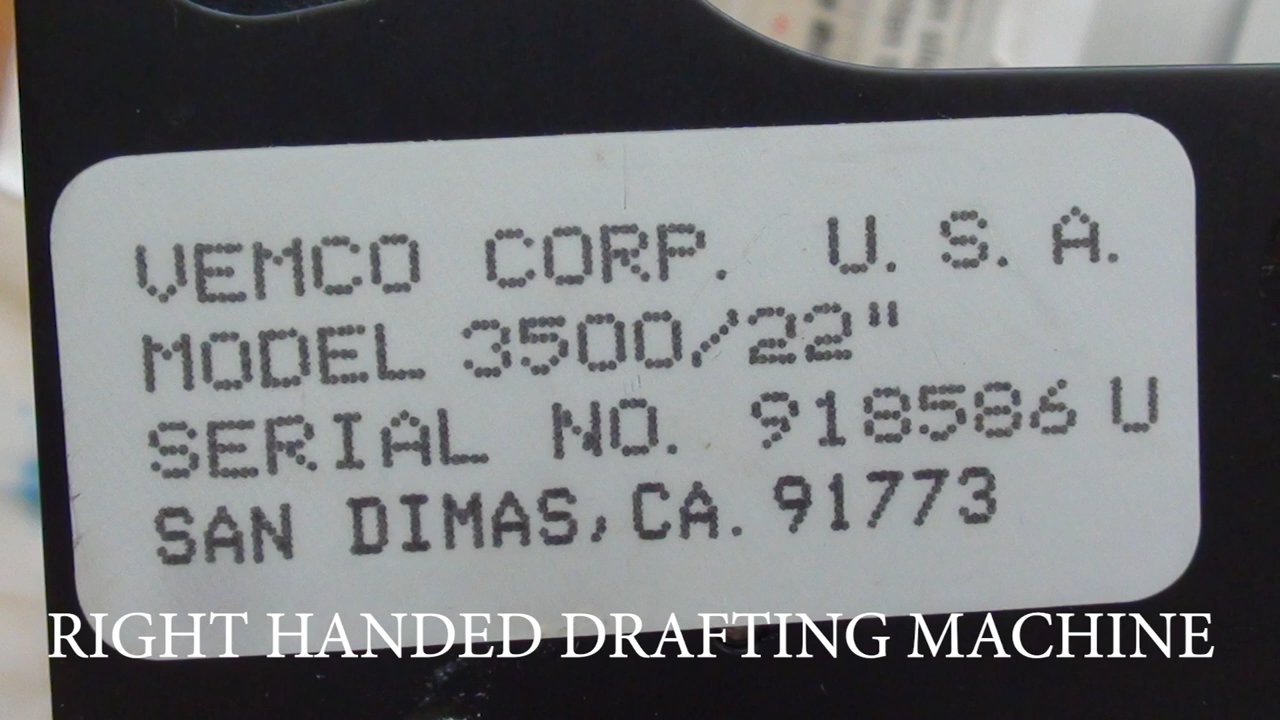 VEMCO CORP. U. S. A.
MODEL 3500/22"
SERIAL NO. 918586 U
SAN DIMAS, CA. 91773
RIGHT HANDED DRAFTING MACHINE